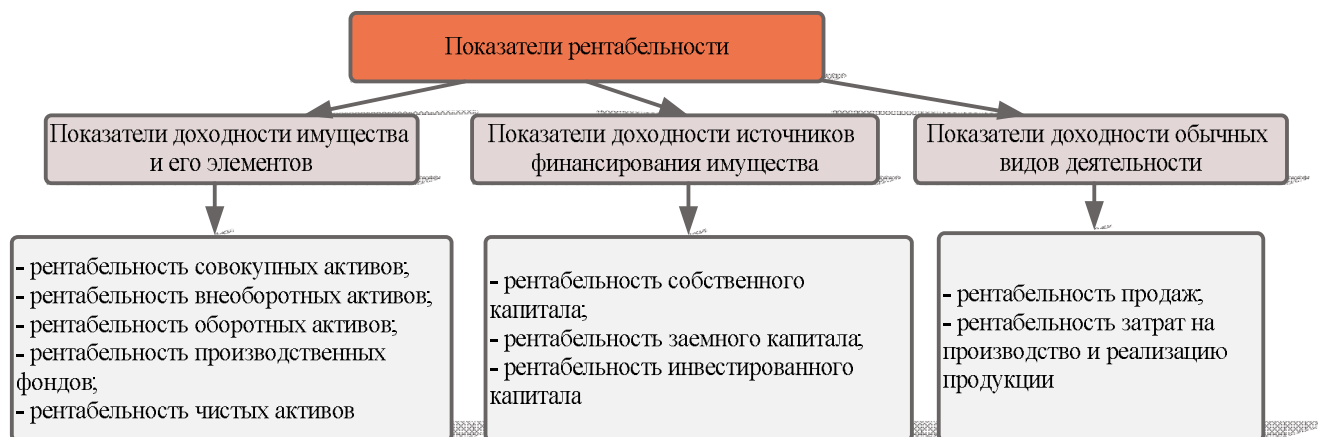 Показатели рентабельности
Показатели доходности имущества
и его элементов
Показатели доходности источников
финансирования имущества
Показатели доходности обычных
видов деятельности
- рентабельность совокупных активов;
- рентабельность внеоборотных активов;
- рентабельность оборотных активов;
- рентабельность производственных
фондов;
- рентабельность чистых активов
- рентабельность собственного
капитала;
- рентабельность заемного капитала;
- рентабельность инвестированного
капитала
- рентабельность продаж;
- рентабельность затрат на
производство и реализацию
продукции